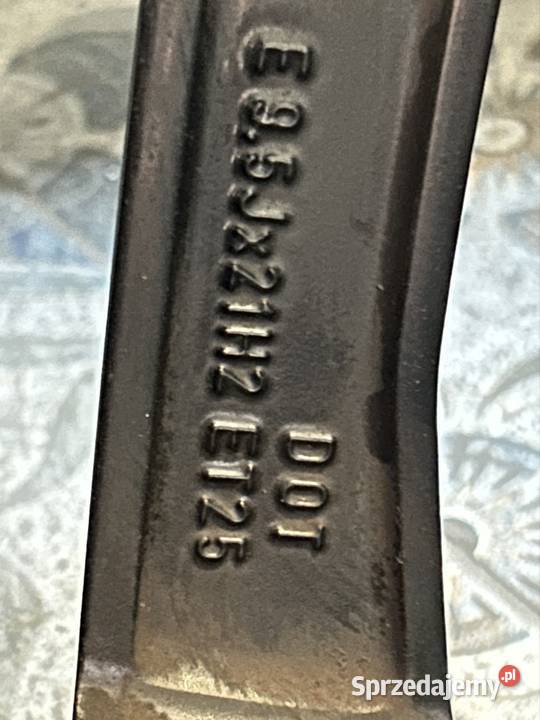 E 9.5Jx21H2 ET25
DOT
Sprzedajemy.pl